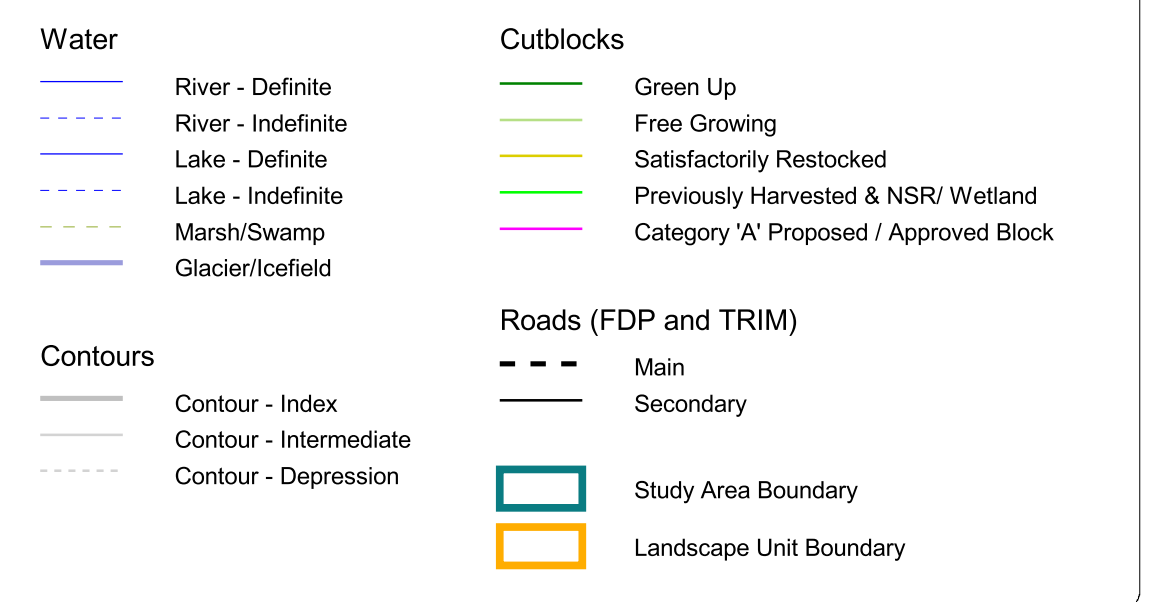 Water
River - Definite
River - Indefinite
Lake - Definite
Lake - Indefinite
Marsh/Swamp
Glacier/Icefield
Contours
Contour - Index
Contour - Intermediate
Contour - Depression
Cutblocks
Green Up
Free Growing
Satisfactorily Restocked
Previously Harvested & NSR/ Wetland
Category 'A' Proposed / Approved Block
Roads (FDP and TRIM)
Main
Secondary
Study Area Boundary
Landscape Unit Boundary